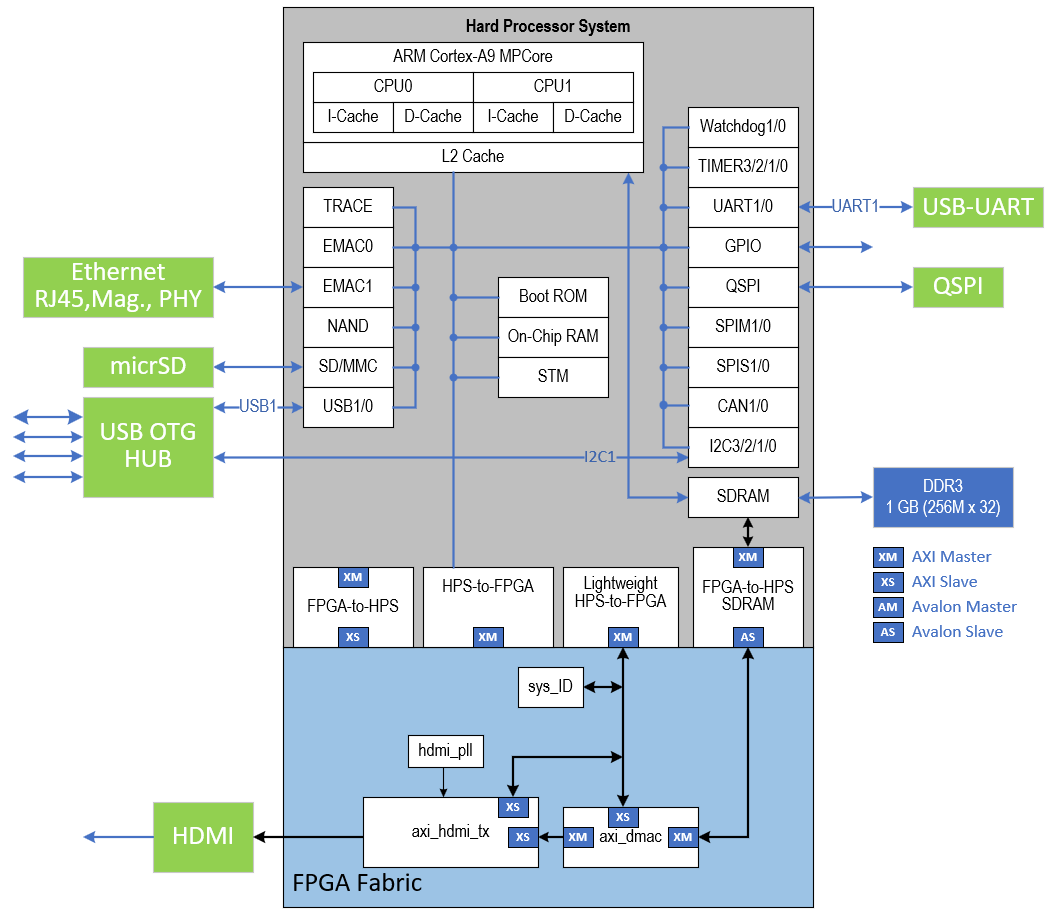 Hard Processor System
ARM Cortex-A9 MPCore
CPU0
CPU1
I-Cache
D-Cache
I-Cache
D-Cache
L2 Cache
TRACE
EMAC0
EMAC1
NAND
SD/MMC
USB1/0
Boot ROM
On-Chip RAM
STM
Watchdog1/0
TIMER3/2/1/0
UART1/0
GPIO
QSPI
SPIM1/0
SPIS1/0
CAN1/0
I2C3/2/1/0
SDRAM
Ethernet
RJ45,Mag., PHY
micrSD
USB OTG
HUB
USB1
I2C1
UART1
USB-UART
QSPI
DDR3
1 GB (256M x 32)
XM AXI Master
XS AXI Slave
AM Avalon Master
AS Avalon Slave
XM
FPGA-to-HPS
XS
HPS-to-FPGA
XM
Lightweight
HPS-to-FPGA
XM
XM
FPGA-to-HPS
SDRAM
AS
sys_ID
hdmi_pll
XS
axi_hdmi_tx
XS
XS
XM
axi_dmac
XM
HDMI
FPGA Fabric